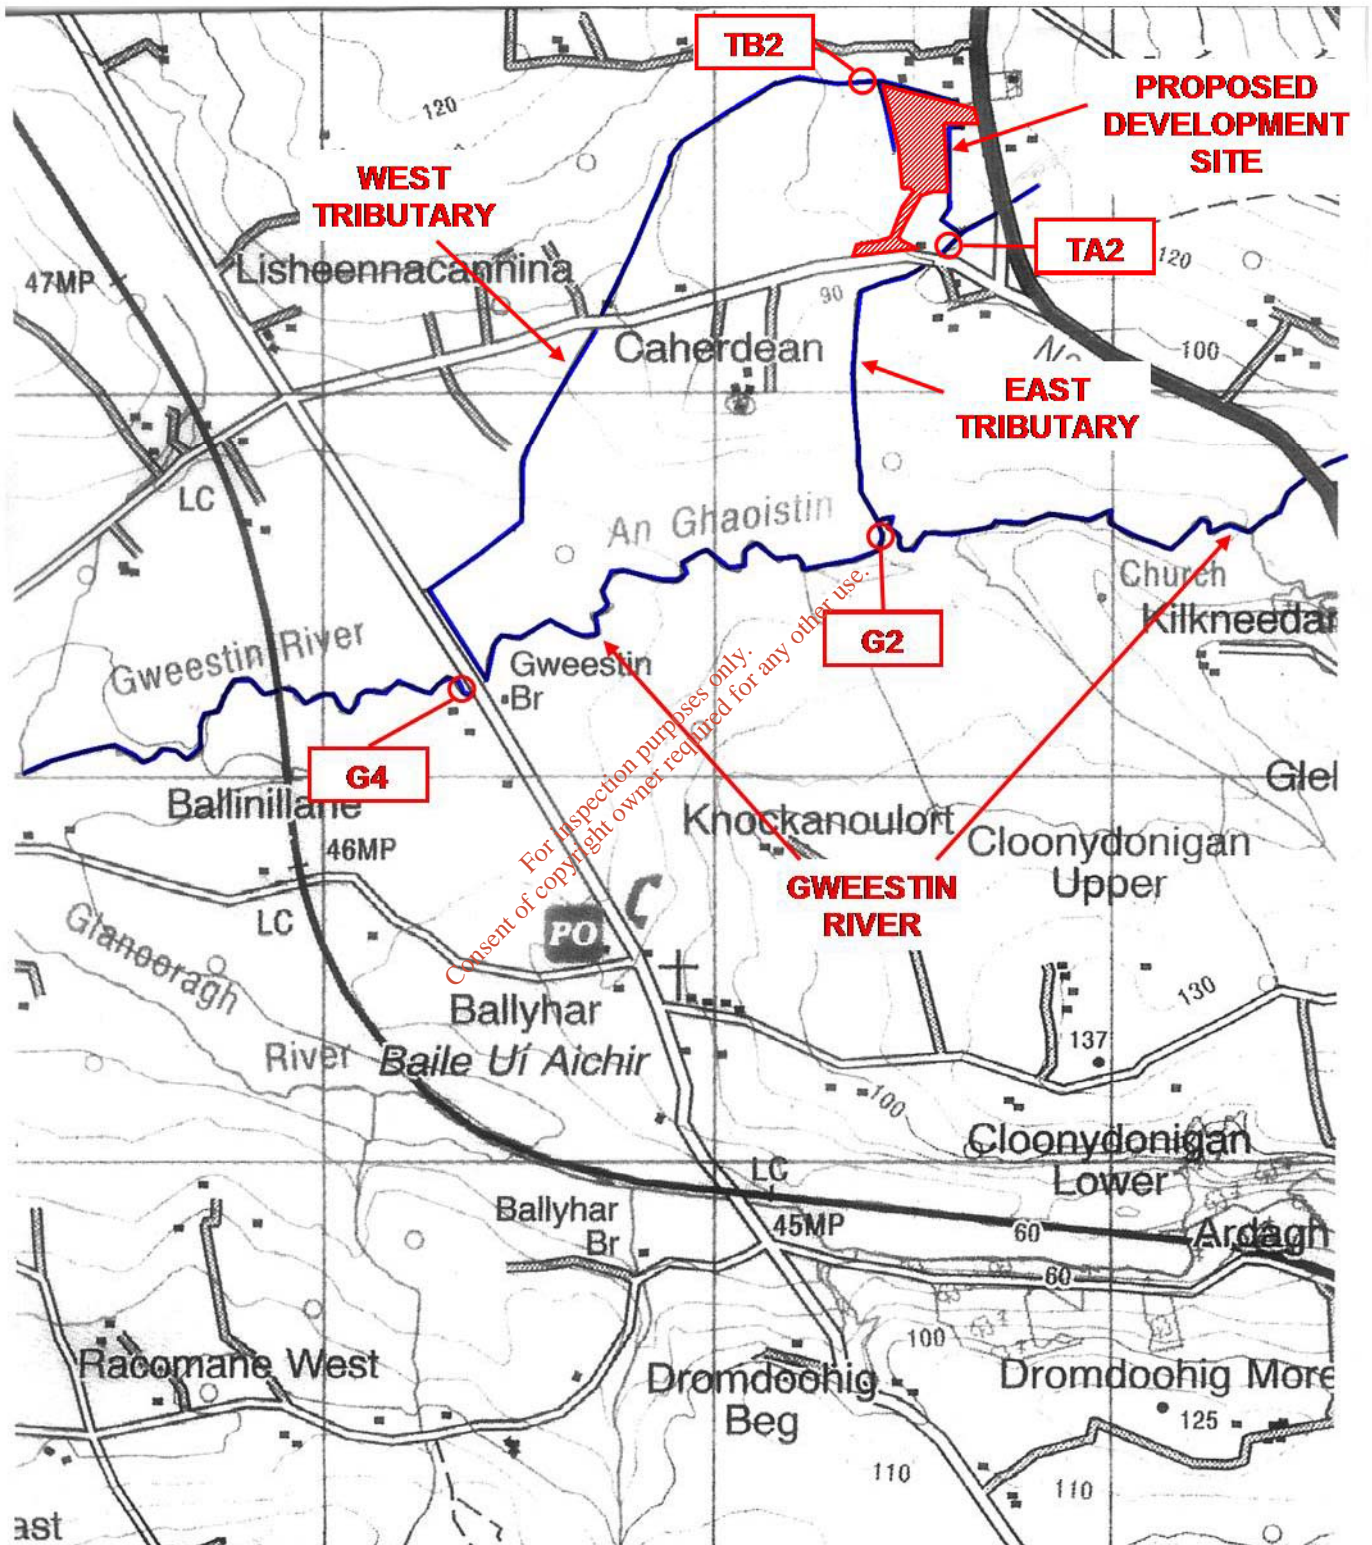 TB2
120
PROPOSED
DEVELOPMENT
SITE
WEST
TRIBUTARY
TA2
120
47MP
Lisheennacannina
90
Caherdean
100
EAST
TRIBUTARY
LC
An Ghaoistin
Church
Kilkneedar
G2
Gweestin River
Gweestin
Br
G4
Ballinillane
Glel
46MP
Knockanoulort
Cloonydonigan
Upper
GWEESTIN
RIVER
For inspection purposes only.
Consent of copyright owner required for any other use.
LC
PO
C
Glanooragh
River
Ballyhar
Baile Uí Aichir
130
137
100
Cloonydonigan
Lower
LC
45MP
Ballyhar
Br
60
Ardagh
60
100
Racomane West
Dromdoohig
Beg
Dromdoohig More
125
110
110
ast